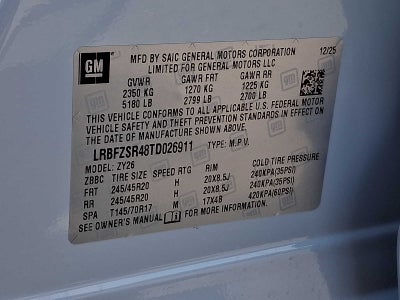 GM
MFD BY SAIC GENERAL MOTORS CORPORATION 12/25
LIMITED FOR GENERAL MOTORS LLC
GVWR GAWR FRT GAWR RR
2350 KG 1270 KG 1225 KG
5180 LB 2799 LB 2700 LB
THIS VEHICLE CONFORMS TO ALL APPLICABLE U.S. FEDERAL MOTOR
VEHICLE SAFETY AND THEFT PREVENTION STANDARDS IN EFFECT ON
THE DATE OF MANUFACTURE SHOWN ABOVE.
LRBFZSR48TD026911 TYPE: M.P.V.
MODEL: ZY26
ZBBC TIRE SIZE SPEED RTG RIM COLD TIRE PRESSURE
FRT 245/45R20 H 20X8.5J 240KPA(35PSI)
RR 245/45R20 H 20X8.5J 240KPA(35PSI)
SPA T145/70R17 M 17X4B 420KPA(60PSI)
SEE OWNER'S MANUAL